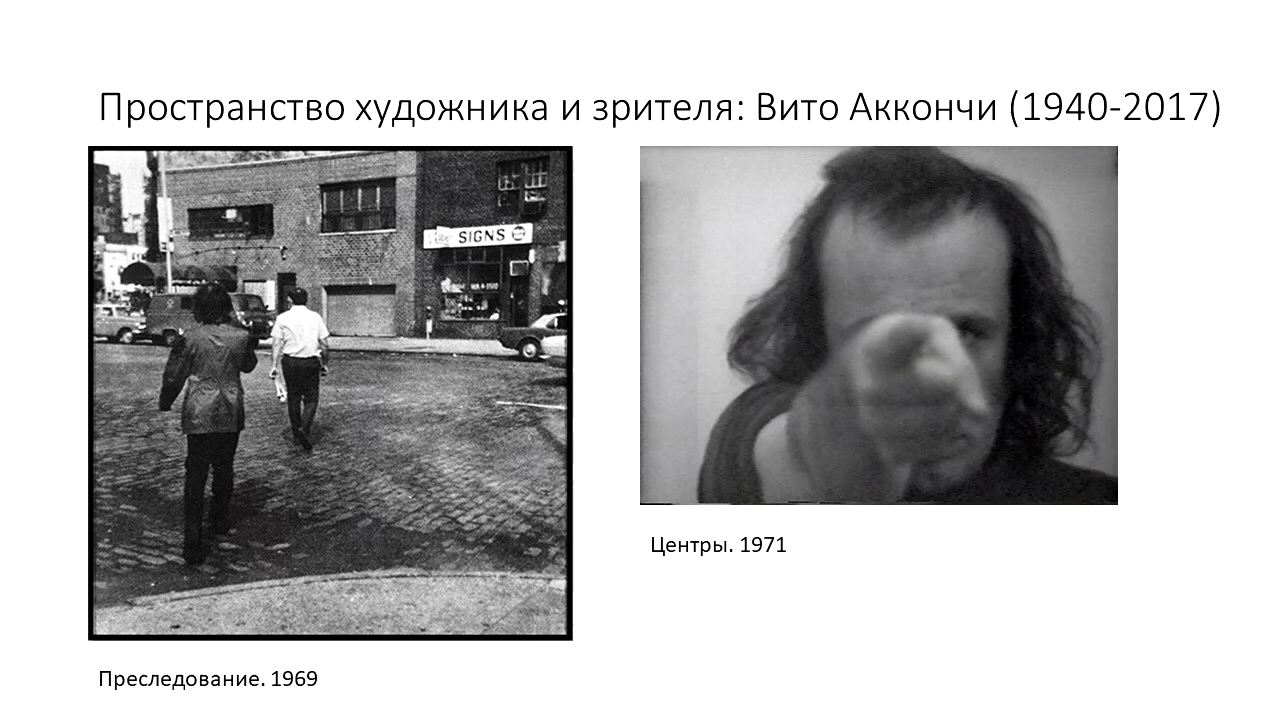 Пространство художника и зрителя: Вито Аккончи (1940-2017)
SIGNS
Центры. 1971
Преследование. 1969